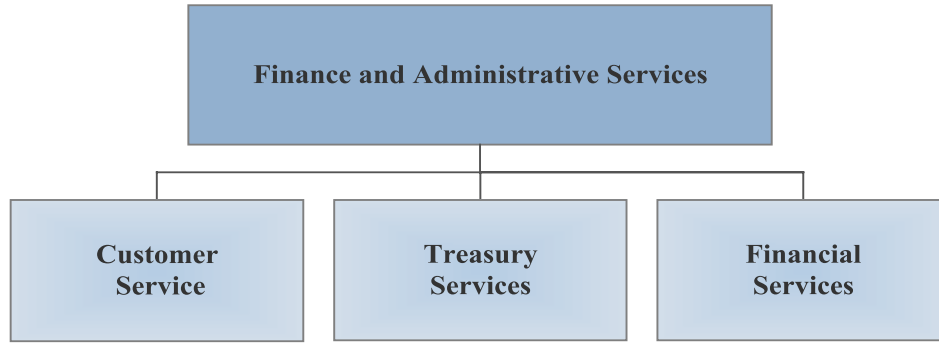 Finance and Administrative Services
Customer
Service
Treasury
Services
Financial
Services